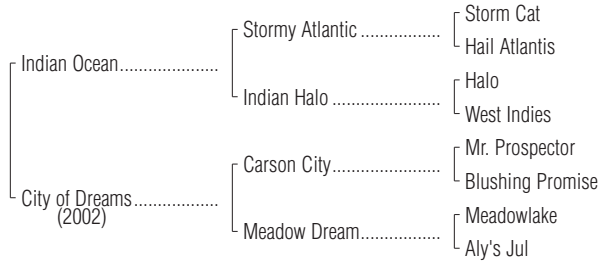 Storm Cat
Stormy Atlantic ..................
Hail Atlantis
Indian Ocean......................
Halo
Indian Halo ........................
West Indies
Mr. Prospector
Carson City........................
Blushing Promise
City of Dreams...................
(2002)
Meadowlake
Meadow Dream..................
Aly's Jul